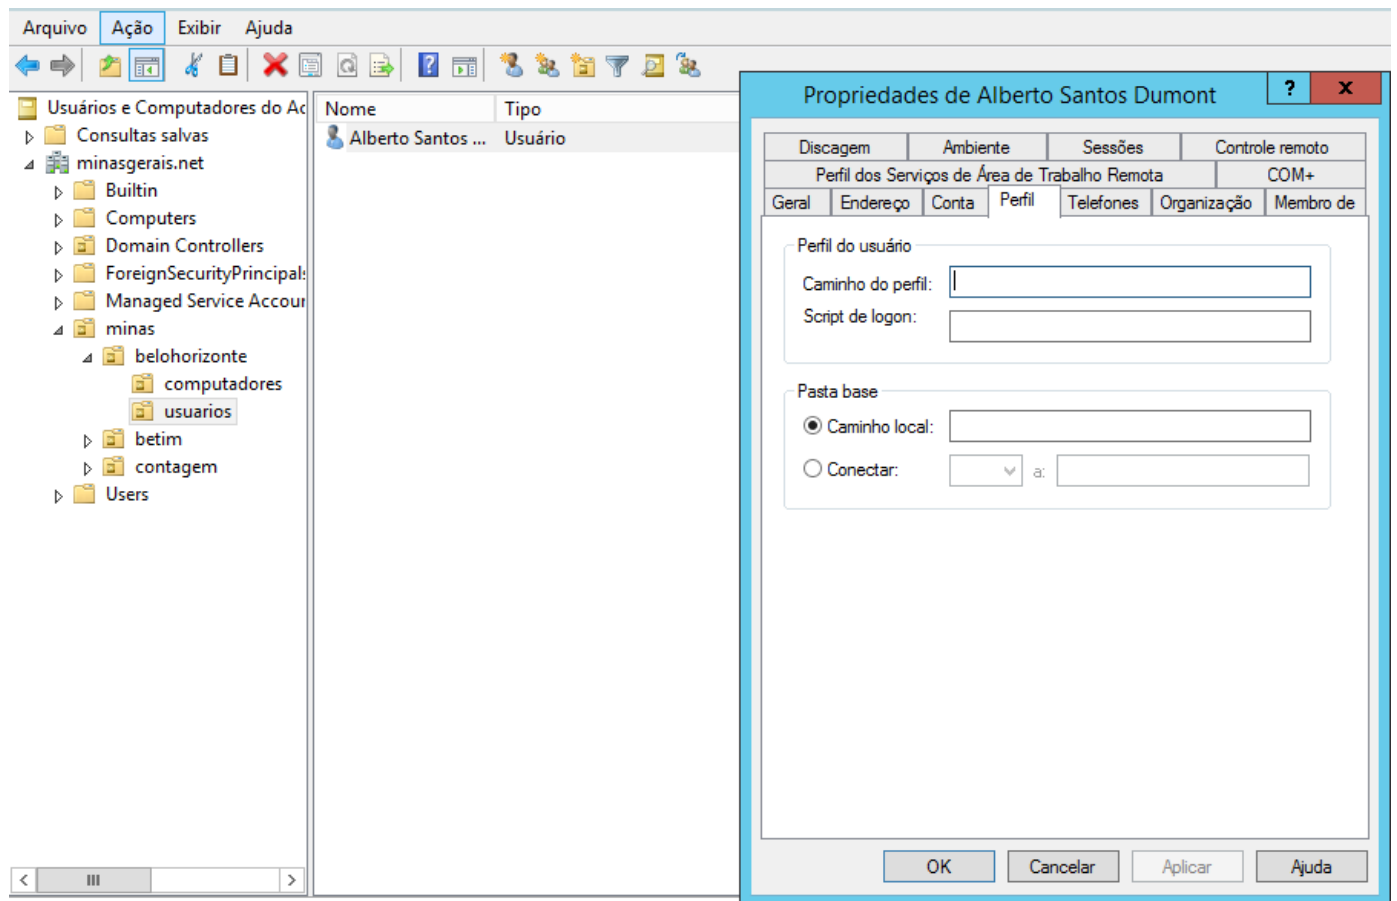 Arquivo Ação Exibir Ajuda
Usuários e Computadores do Ac
Consultas salvas
minasgerais.net
Builtin
Computers
Domain Controllers
ForeignSecurityPrincipals
Managed Service Accour
minas
belohorizonte
computadores
usuarios
betim
contagem
Users
Nome Tipo
Alberto Santos ... Usuário
Propriedades de Alberto Santos Dumont ? x
Discagem Ambiente Sessões Controle remoto
Perfil dos Serviços de Área de Trabalho Remota COM+
Geral Endereço Conta Perfil Telefones Organização Membro de
Perfil do usuário
Caminho do perfil:
Script de logon:
Pasta base
Caminho local:
Conectar: a:
OK Cancelar Aplicar Ajuda